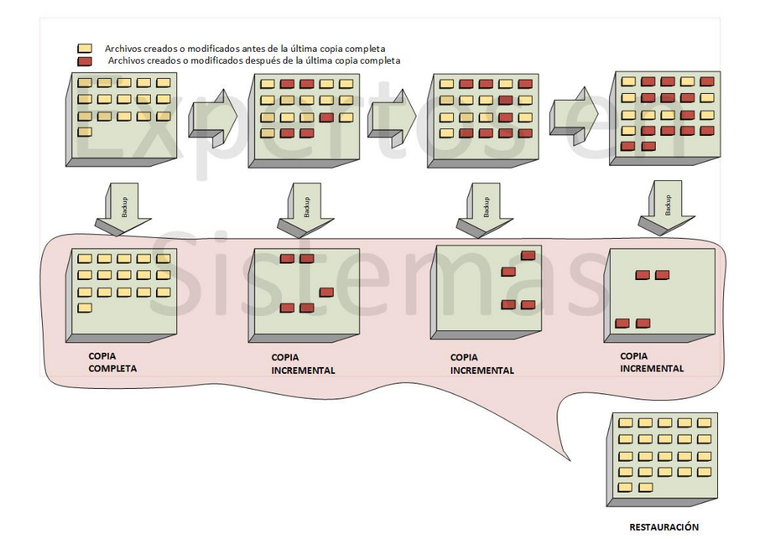 Archivos creados o modificados antes de la última copia completa
Archivos creados o modificados después de la última copia completa
Expertos en
Sistemas
Backup
Backup
Backup
Backup
COPIA
COMPLETA
COPIA
INCREMENTAL
COPIA
INCREMENTAL
COPIA
INCREMENTAL
RESTAURACIÓN